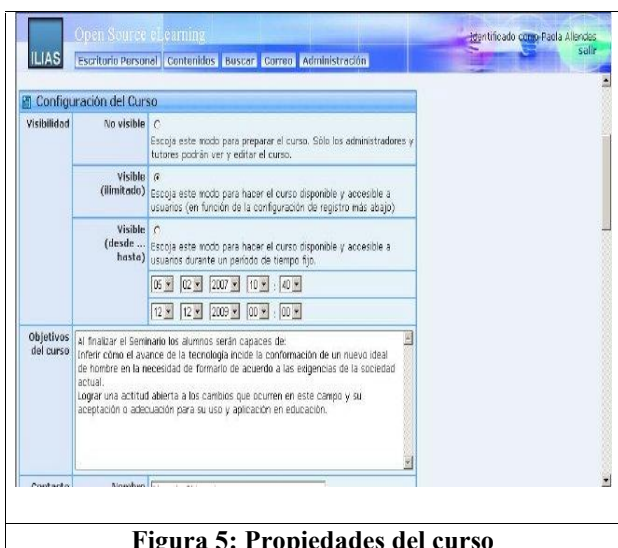 Open Source eLearning
Identificado como Paola Allendes
salir
ILIAS
Escritorio Personal Contenidos Buscar Correo Administración
Configuración del Curso
Visibilidad
No visible
Escoja este modo para preparar el curso. Sólo los administradores y
tutores podrán ver y editar el curso.
Visible
(ilimitado)
Escoja este modo para hacer el curso disponible y accesible a
usuarios (en función de la configuración de registro más abajo)
Visible
(desde ...
hasta)
Escoja este modo para hacer el curso disponible y accesible a
usuarios durante un período de tiempo fijo.
05 02 2007 10 : 40
12 12 2009 00 : 00
Objetivos
del curso
Al finalizar el Seminario los alumnos serán capaces de:
Inferir cómo el avance de la tecnología incide la conformación de un nuevo ideal
de hombre en la necesidad de formarlo de acuerdo a las exigencias de la sociedad
actual.
Lograr una actitud abierta a los cambios que ocurren en este campo y su
aceptación o adecuación para su uso y aplicación en educación.
Contacto
Nombre
Figura 5: Propiedades del curso